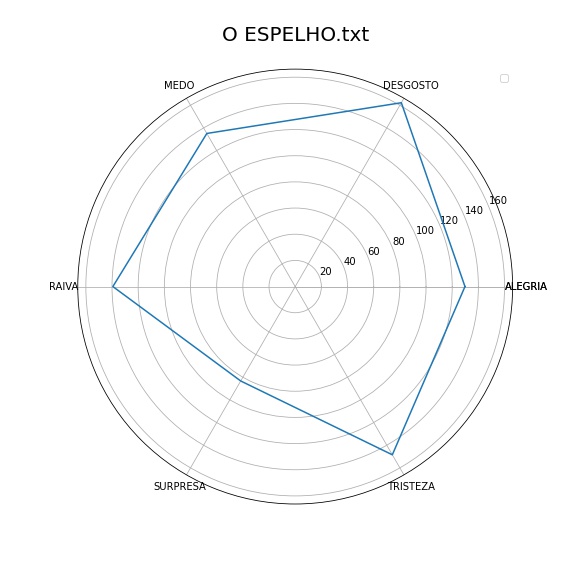 O ESPELHO.txt
MEDO
DESGOSTO
160
140
120
100
80
60
40
20
RAIVA
ALEGRIA
SURPRESA
TRISTEZA